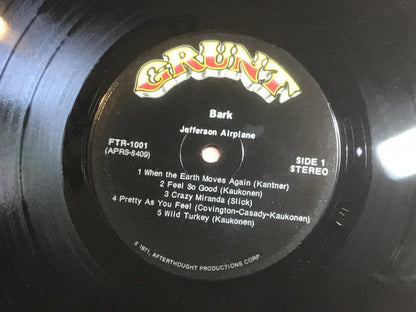 GRUNT
Bark
Jefferson Airplane
FTR-1001
(APRS-8409)
SIDE 1
STEREO
1 When the Earth Moves Again (Kantner)
2 Feel So Good (Kaukonen)
3 Crazy Miranda (Slick)
4 Pretty As You Feel (Covington-Casady-Kaukonen)
5 Wild Turkey (Kaukonen)
℗ 1971, AFTERTHOUGHT PRODUCTIONS CORP.